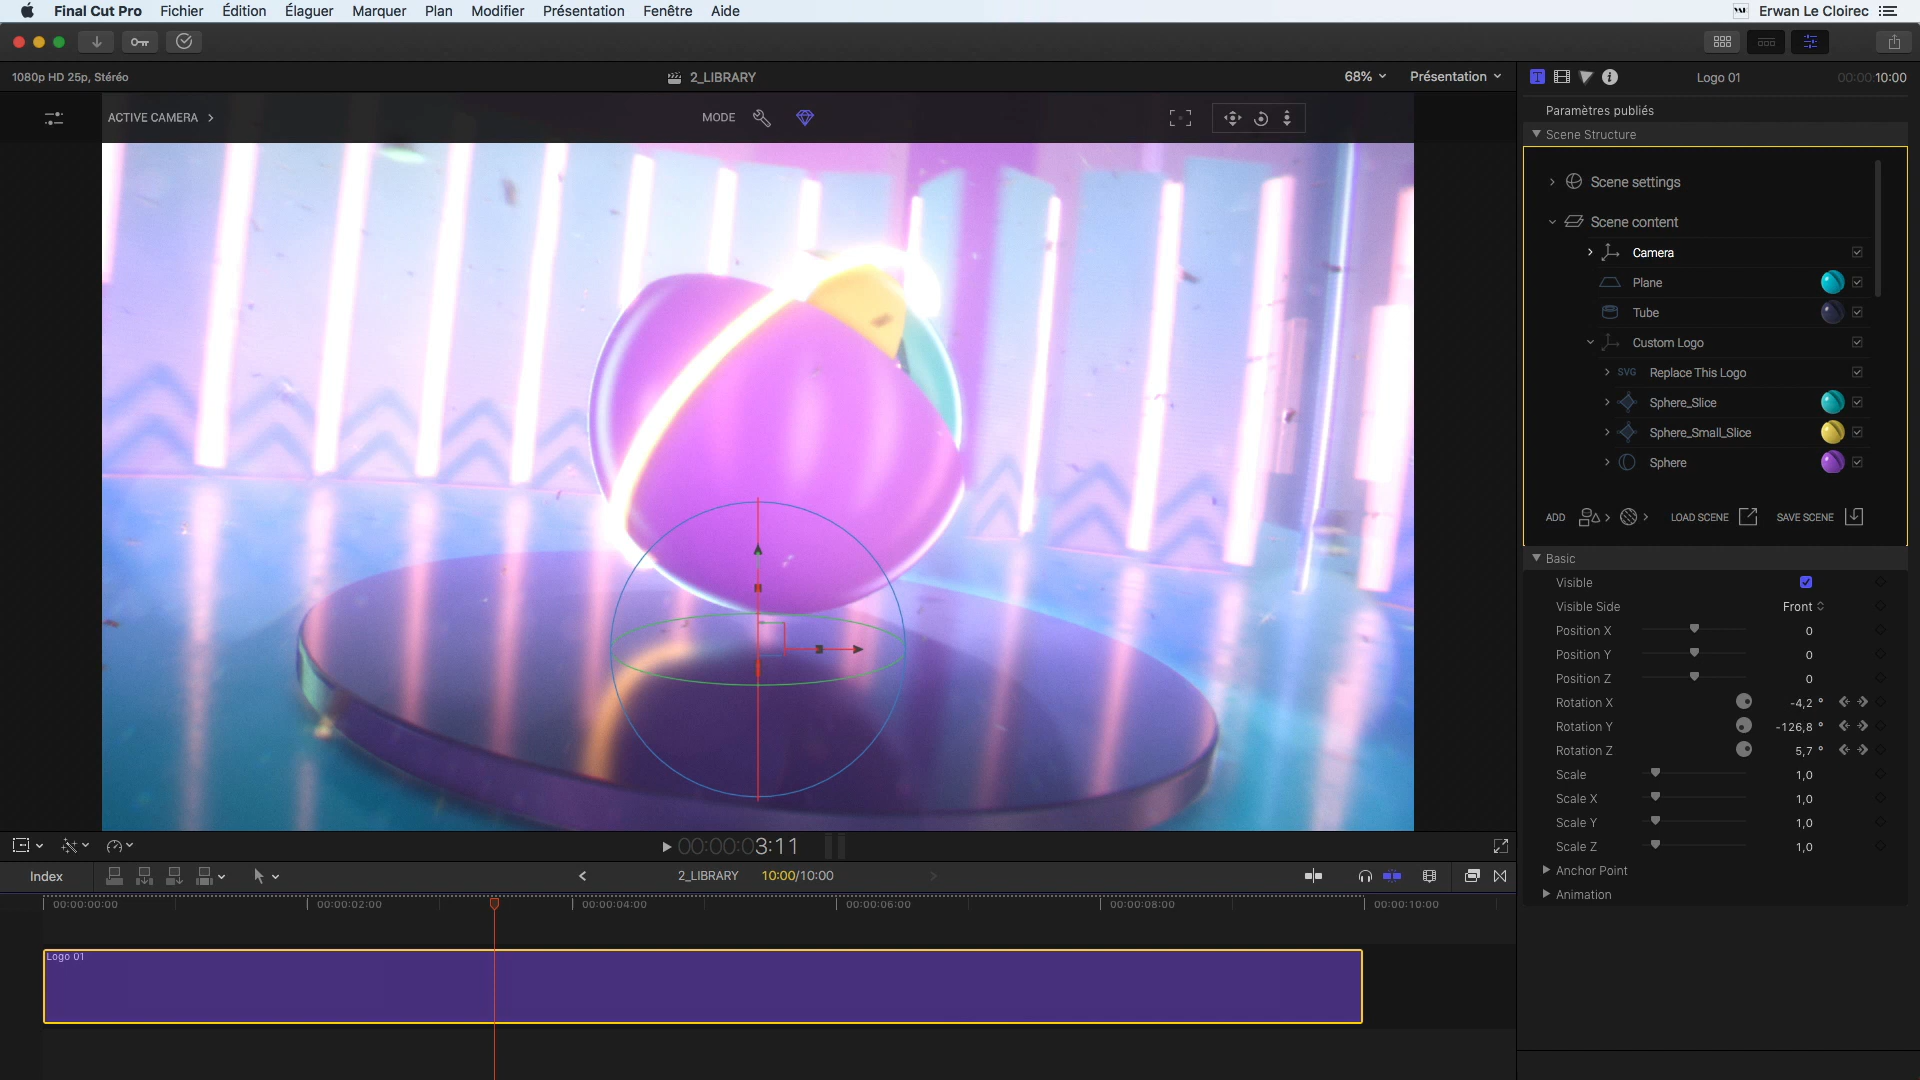 Final Cut Pro Fichier Édition Élaguer Marquer Plan Modifier Présentation Fenêtre Aide Erwan Le Cloirec
1080p HD 25p, Stéréo 2_LIBRARY 68% Présentation Logo 01 00:00:10:00
ACTIVE CAMERA MODE
Paramètres publiés
Scene Structure
Scene settings
Scene content
Camera
Plane
Tube
Custom Logo
SVG Replace This Logo
Sphere_Slice
Sphere_Small_Slice
Sphere
ADD LOAD SCENE SAVE SCENE
Basic
Visible
Visible Side Front
Position X 0
Position Y 0
Position Z 0
Rotation X -4,2 °
Rotation Y -126,8 °
Rotation Z 5,7 °
Scale 1,0
Scale X 1,0
Scale Y 1,0
Scale Z 1,0
Anchor Point
Animation
00:00:03:11
Index 2_LIBRARY 10:00/10:00
00:00:00:00 00:00:02:00 00:00:04:00 00:00:06:00 00:00:08:00 00:00:10:00
Logo 01